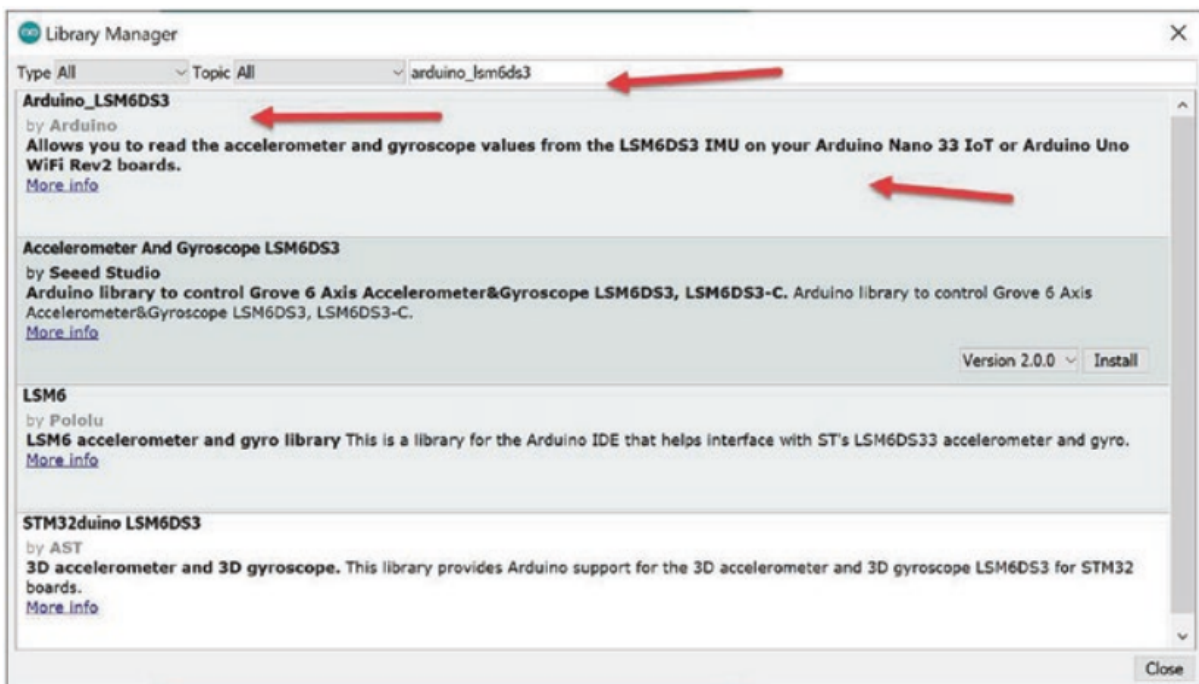 Library Manager
Type All Topic All arduino_lsm6ds3
Arduino_LSM6DS3
by Arduino
Allows you to read the accelerometer and gyroscope values from the LSM6DS3 IMU on your Arduino Nano 33 IoT or Arduino Uno
WiFi Rev2 boards.
More info
Accelerometer And Gyroscope LSM6DS3
by Seeed Studio
Arduino library to control Grove 6 Axis Accelerometer&Gyroscope LSM6DS3, LSM6DS3-C. Arduino library to control Grove 6 Axis
Accelerometer&Gyroscope LSM6DS3, LSM6DS3-C.
More info
Version 2.0.0 Install
LSM6
by Pololu
LSM6 accelerometer and gyro library This is a library for the Arduino IDE that helps interface with ST's LSM6DS33 accelerometer and gyro.
More info
STM32duino LSM6DS3
by AST
3D accelerometer and 3D gyroscope. This library provides Arduino support for the 3D accelerometer and 3D gyroscope LSM6DS3 for STM32
boards.
More info
Close